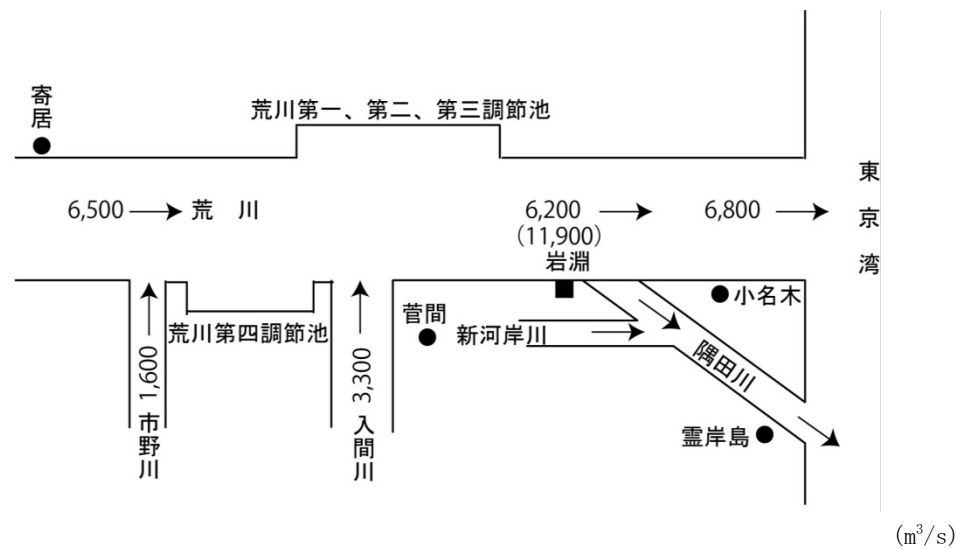 寄居
荒川第一、第二、第三調節池
6,500
荒 川
6,200
(11,900)
岩淵
6,800
東京湾
荒川第四調節池
菅間
新河岸川
小名木
隅田川
霊岸島
1,600
市野川
3,300
入間川
(m³/s)